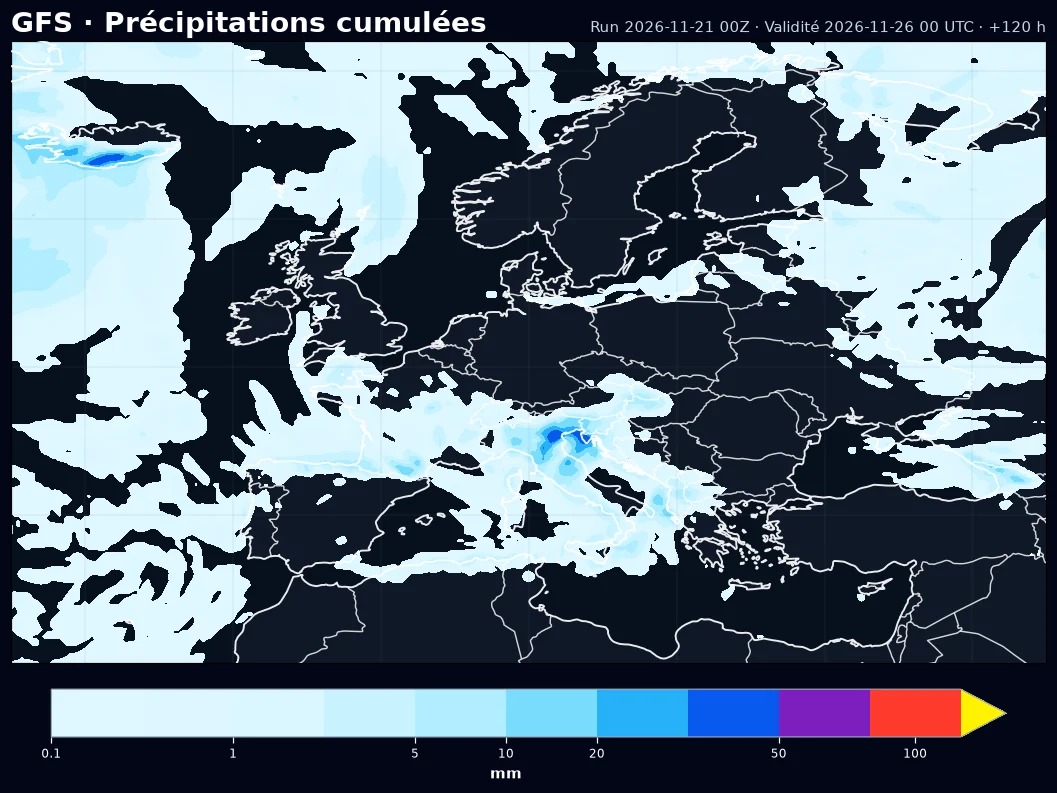 GFS · Précipitations cumulées
Run 2026-11-21 00Z · Validité 2026-11-26 00 UTC · +120 h
0.1 1 5 10 20 50 100
mm